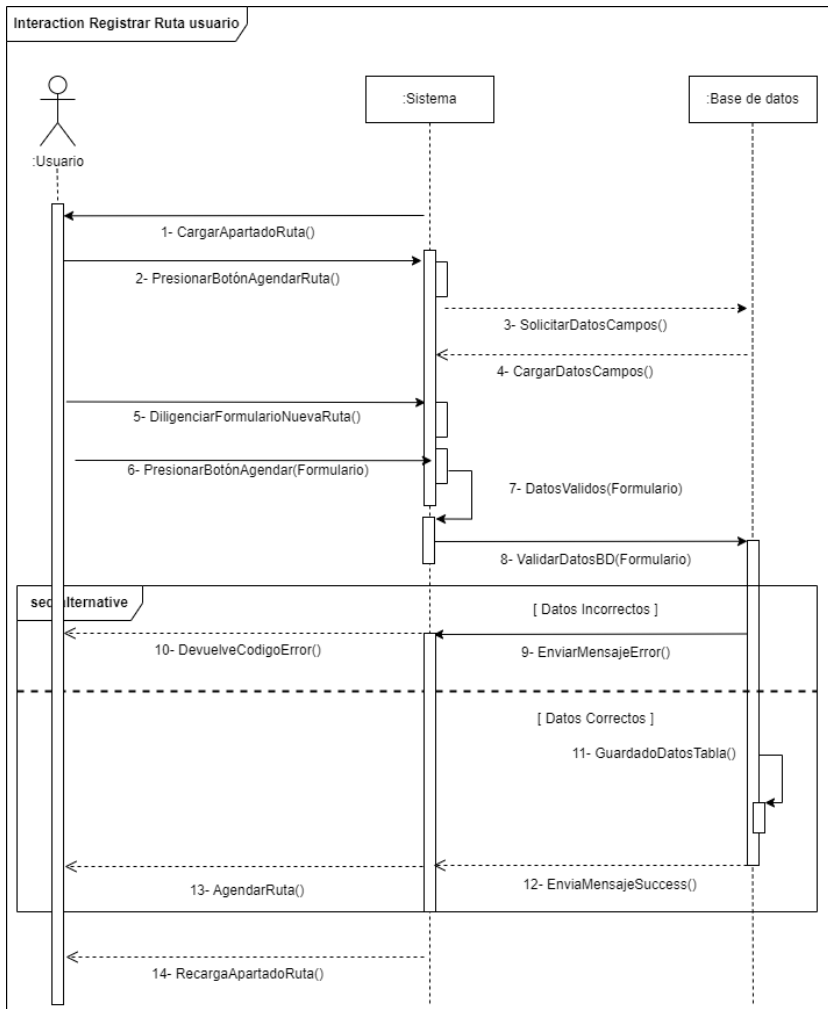 Interaction Registrar Ruta usuario
:Usuario
:Sistema
:Base de datos
1- CargarApartadoRuta()
2- PresionarBotónAgendarRuta()
3- SolicitarDatosCampos()
4- CargarDatosCampos()
5- DiligenciarFormularioNuevaRuta()
6- PresionarBotónAgendar(Formulario)
7- DatosValidos(Formulario)
8- ValidarDatosBD(Formulario)
alternative
[ Datos Incorrectos ]
10- DevuelveCodigoError()
9- EnviarMensajeError()
[ Datos Correctos ]
11- GuardadoDatosTabla()
12- EnviaMensajeSuccess()
13- AgendarRuta()
14- RecargaApartadoRuta()